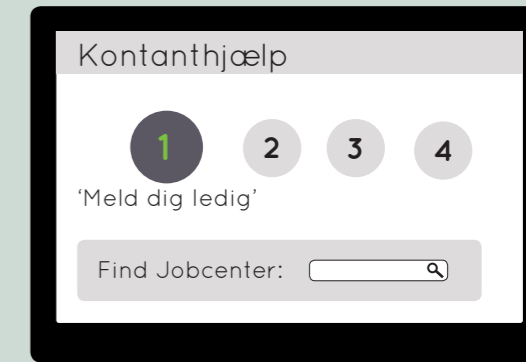 Kontanthjælp
1 2 3 4
‘Meld dig ledig’
Find Jobcenter: